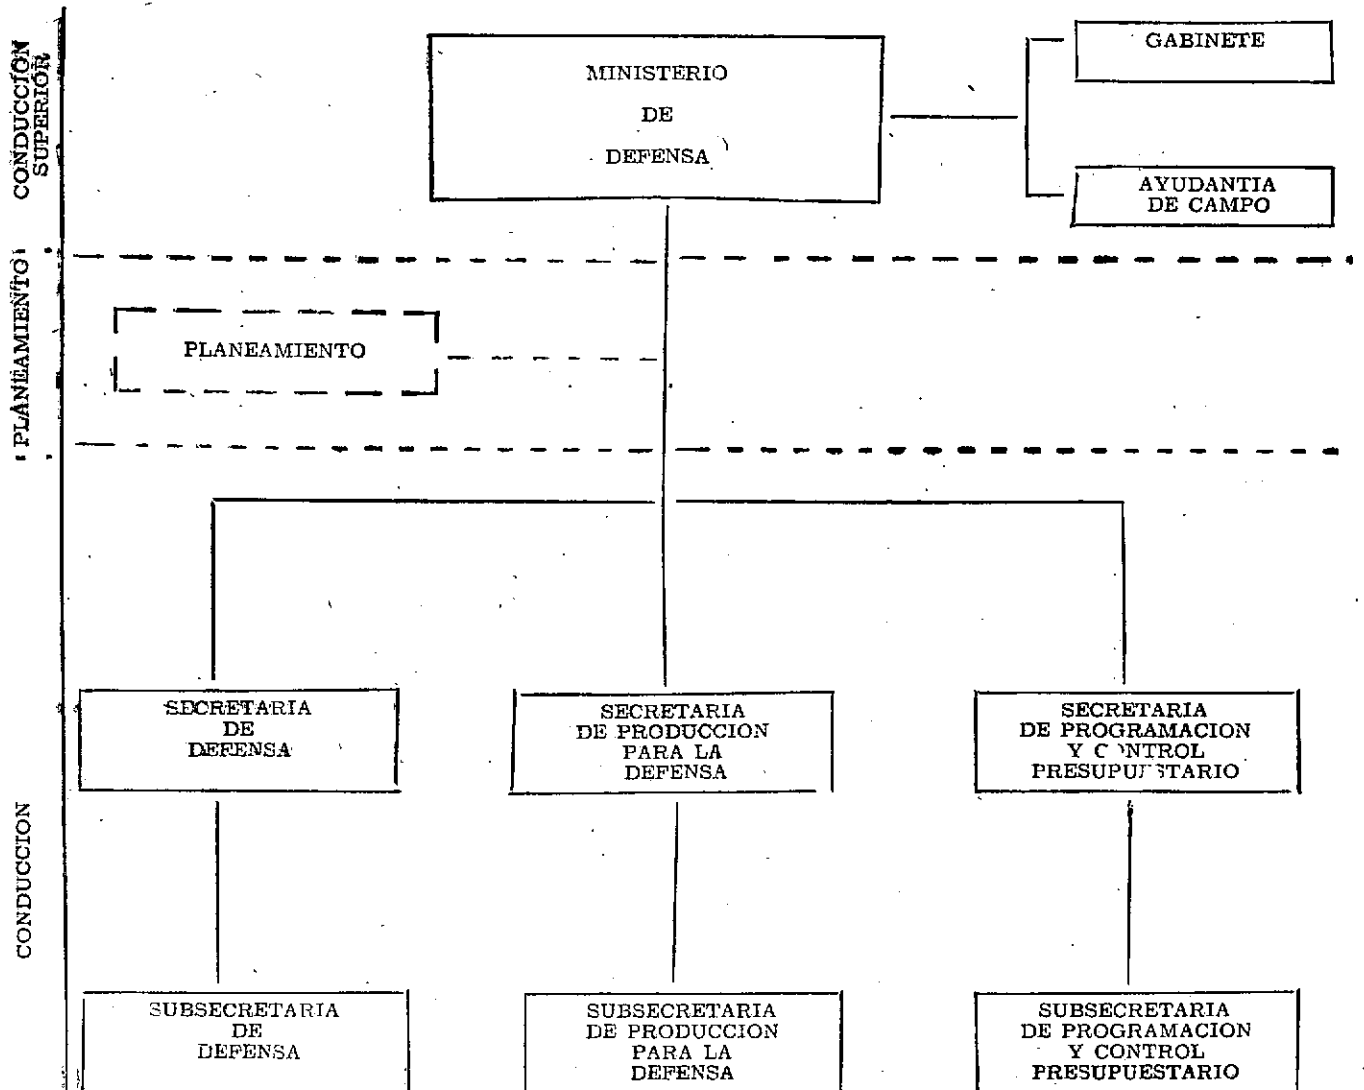 CONDUCCIÓN
SUPERIOR
MINISTERIO
DE
DEFENSA
GABINETE
AYUDANTIA
DE CAMPO
PLANEAMIENTO
PLANEAMIENTO
CONDUCCION
SECRETARIA
DE
DEFENSA
SECRETARIA
DE PRODUCCION
PARA LA
DEFENSA
SECRETARIA
DE PROGRAMACION
Y CONTROL
PRESUPUESTARIO
SUBSECRETARIA
DE
DEFENSA
SUBSECRETARIA
DE PRODUCCION
PARA LA
DEFENSA
SUBSECRETARIA
DE PROGRAMACION
Y CONTROL
PRESUPUESTARIO